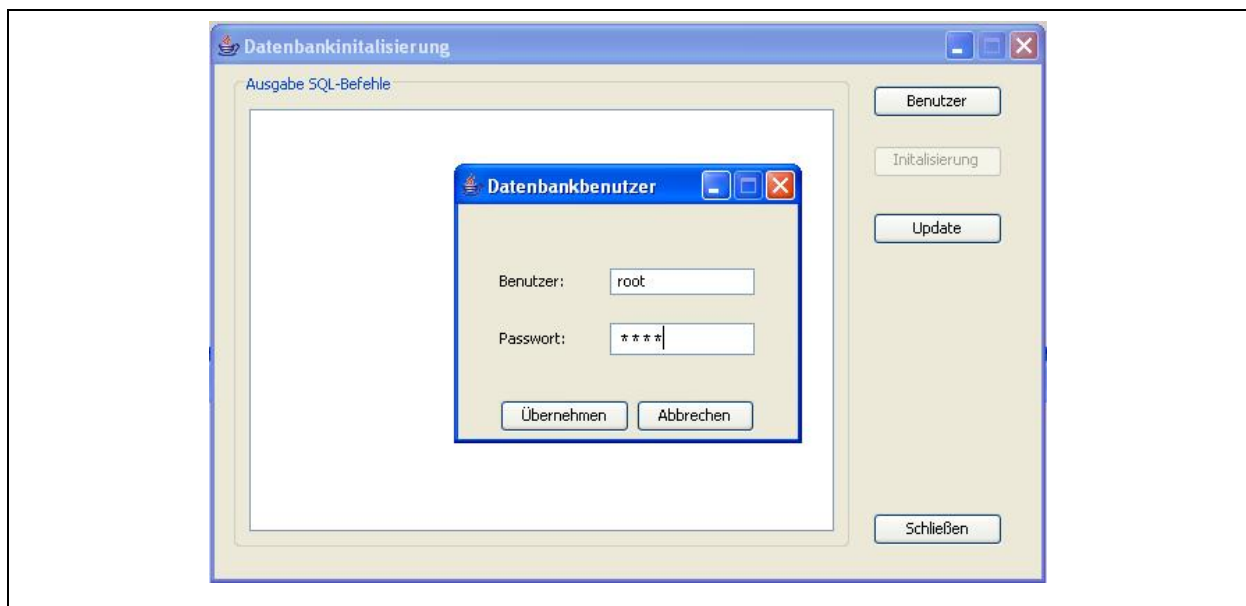 Datenbankinitalisierung
Ausgabe SQL-Befehle
Benutzer
Initalisierung
Update
Schließen
Datenbankbenutzer
Benutzer: root
Passwort: ****
Übernehmen Abbrechen